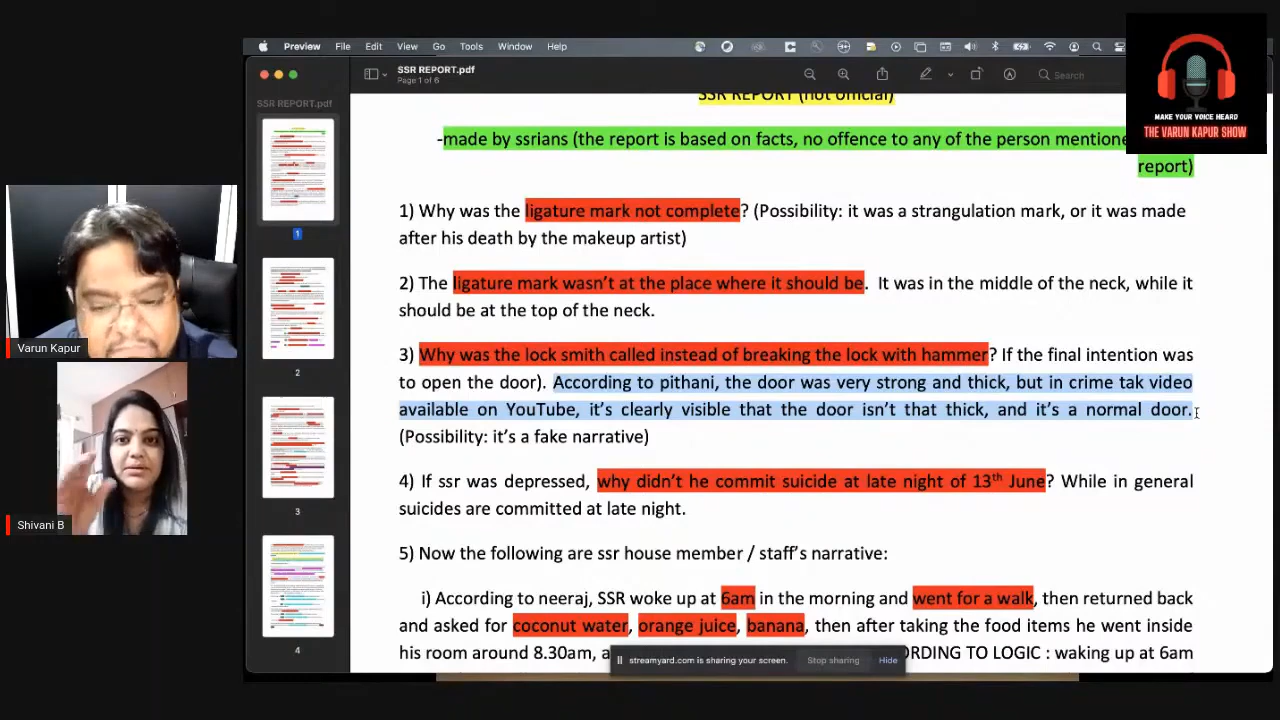 Preview File Edit View Go Tools Window Help
SSR REPORT.pdf
Page 1 of 6
Search
SSR REPORT.pdf
1
2
3
4
SSR REPORT (not official)
-made by ssrians (the report is based facts, no offence to any of the person mentione
report)
1) Why was the ligature mark not complete? (Possibility: it was a strangulation mark, or it was made
after his death by the makeup artist)
2) The ligature mark wasn’t at the place where it should be. It was in the middle of the neck, while it
should be at the top of the neck.
3) Why was the lock smith called instead of breaking the lock with hammer? If the final intention was
to open the door). According to pithani, the door was very strong and thick, but in crime tak video
available on YouTube, it’s clearly visible that the door isn’t that thick, and it’s a normal door.
(Possibility: it’s a fake narrative)
4) If ssr was depressed, why didn’t he commit suicide at late night of 13th June? While in general
suicides are committed at late night.
5) Now the following are ssr house member / staff’s narrative:
i) According to neeraj, SSR woke up at 6am in the morning and went for a walk, then returned back
and asked for coconut water, orange juice, banana, then after taking the food items he went inside
his room around 8.30am, a
ORDING TO LOGIC : waking up at 6am
streamyard.com is sharing your screen. Stop sharing Hide
MAKE YOUR VOICE HEARD
THE VARUN KAPUR SHOW
Varun Kapur
Shivani B